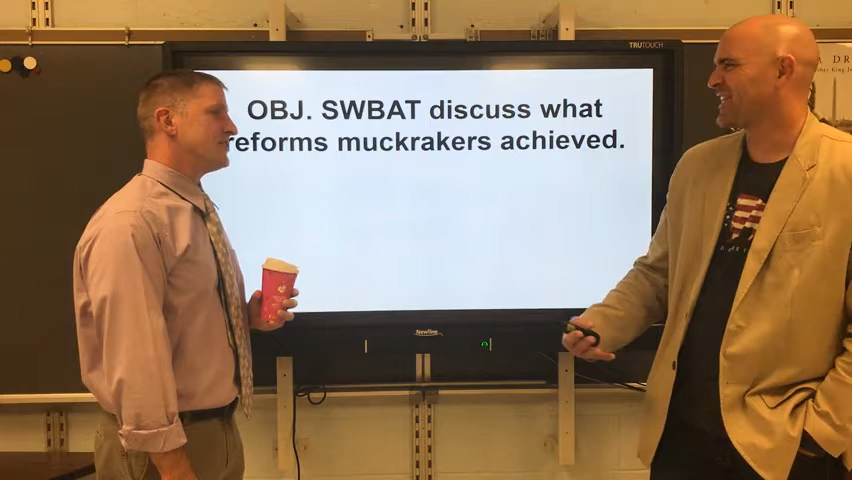 TRUTOUCH
OBJ. SWBAT discuss what
reforms muckrakers achieved.
Newline